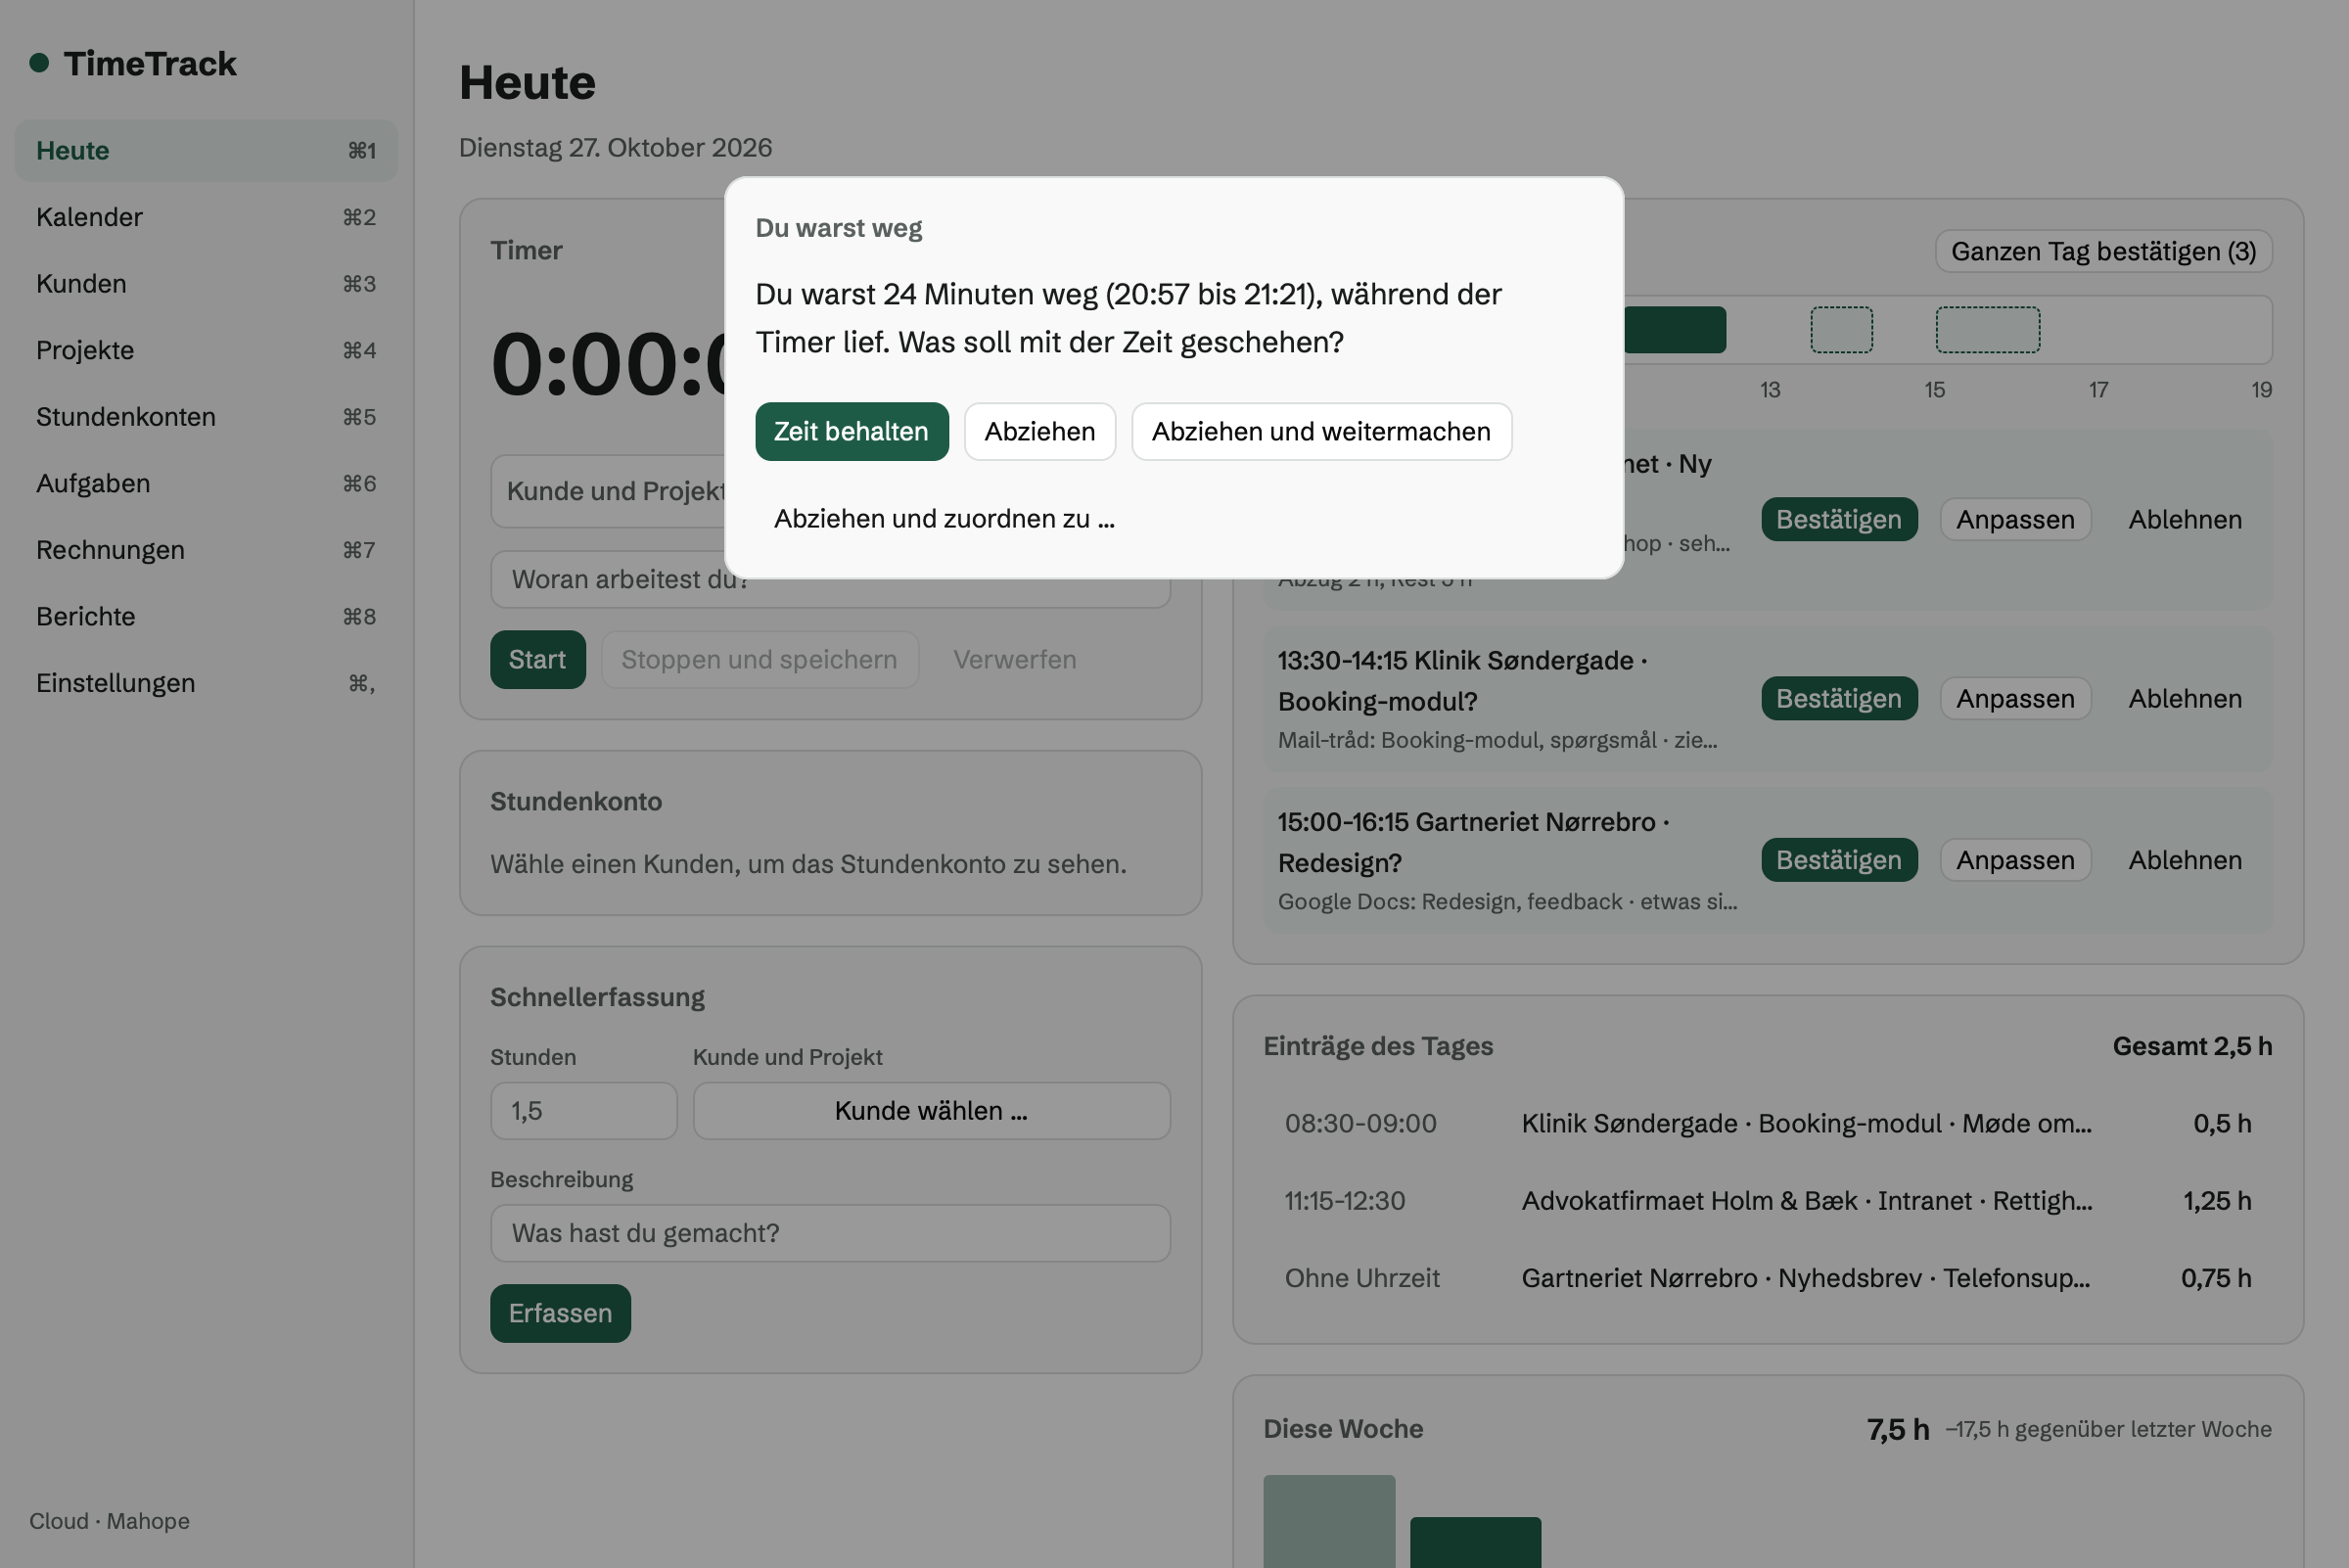 TimeTrack
Heute ⌘1
Kalender ⌘2
Kunden ⌘3
Projekte ⌘4
Stundenkonten ⌘5
Aufgaben ⌘6
Rechnungen ⌘7
Berichte ⌘8
Einstellungen ⌘,
Cloud · Mahope
Heute
Dienstag 27. Oktober 2026
Du warst weg
Du warst 24 Minuten weg (20:57 bis 21:21), während der
Timer lief. Was soll mit der Zeit geschehen?
Zeit behalten
Abziehen
Abziehen und weitermachen
Abziehen und zuordnen zu ...
Timer
0:00:
Kunde und Projekt
Woran arbeitest du?
Start
Stoppen und speichern
Verwerfen
Stundenkonto
Wähle einen Kunden, um das Stundenkonto zu sehen.
Schnellerfassung
Stunden
Kunde und Projekt
1,5
Kunde wählen ...
Beschreibung
Was hast du gemacht?
Erfassen
Ganzen Tag bestätigen (3)
13 15 17 19
· Ny
· seh...
Abzug 2 h, Rest
Bestätigen
Anpassen
Ablehnen
13:30-14:15 Klinik Søndergade ·
Booking-modul?
Mail-tråd: Booking-modul, spørgsmål · zie...
Bestätigen
Anpassen
Ablehnen
15:00-16:15 Gartneriet Nørrebro ·
Redesign?
Google Docs: Redesign, feedback · etwas si...
Bestätigen
Anpassen
Ablehnen
Einträge des Tages
Gesamt 2,5 h
08:30-09:00 Klinik Søndergade · Booking-modul · Møde om... 0,5 h
11:15-12:30 Advokatfirmaet Holm & Bæk · Intranet · Rettigh... 1,25 h
Ohne Uhrzeit Gartneriet Nørrebro · Nyhedsbrev · Telefonsup... 0,75 h
Diese Woche
7,5 h −17,5 h gegenüber letzter Woche